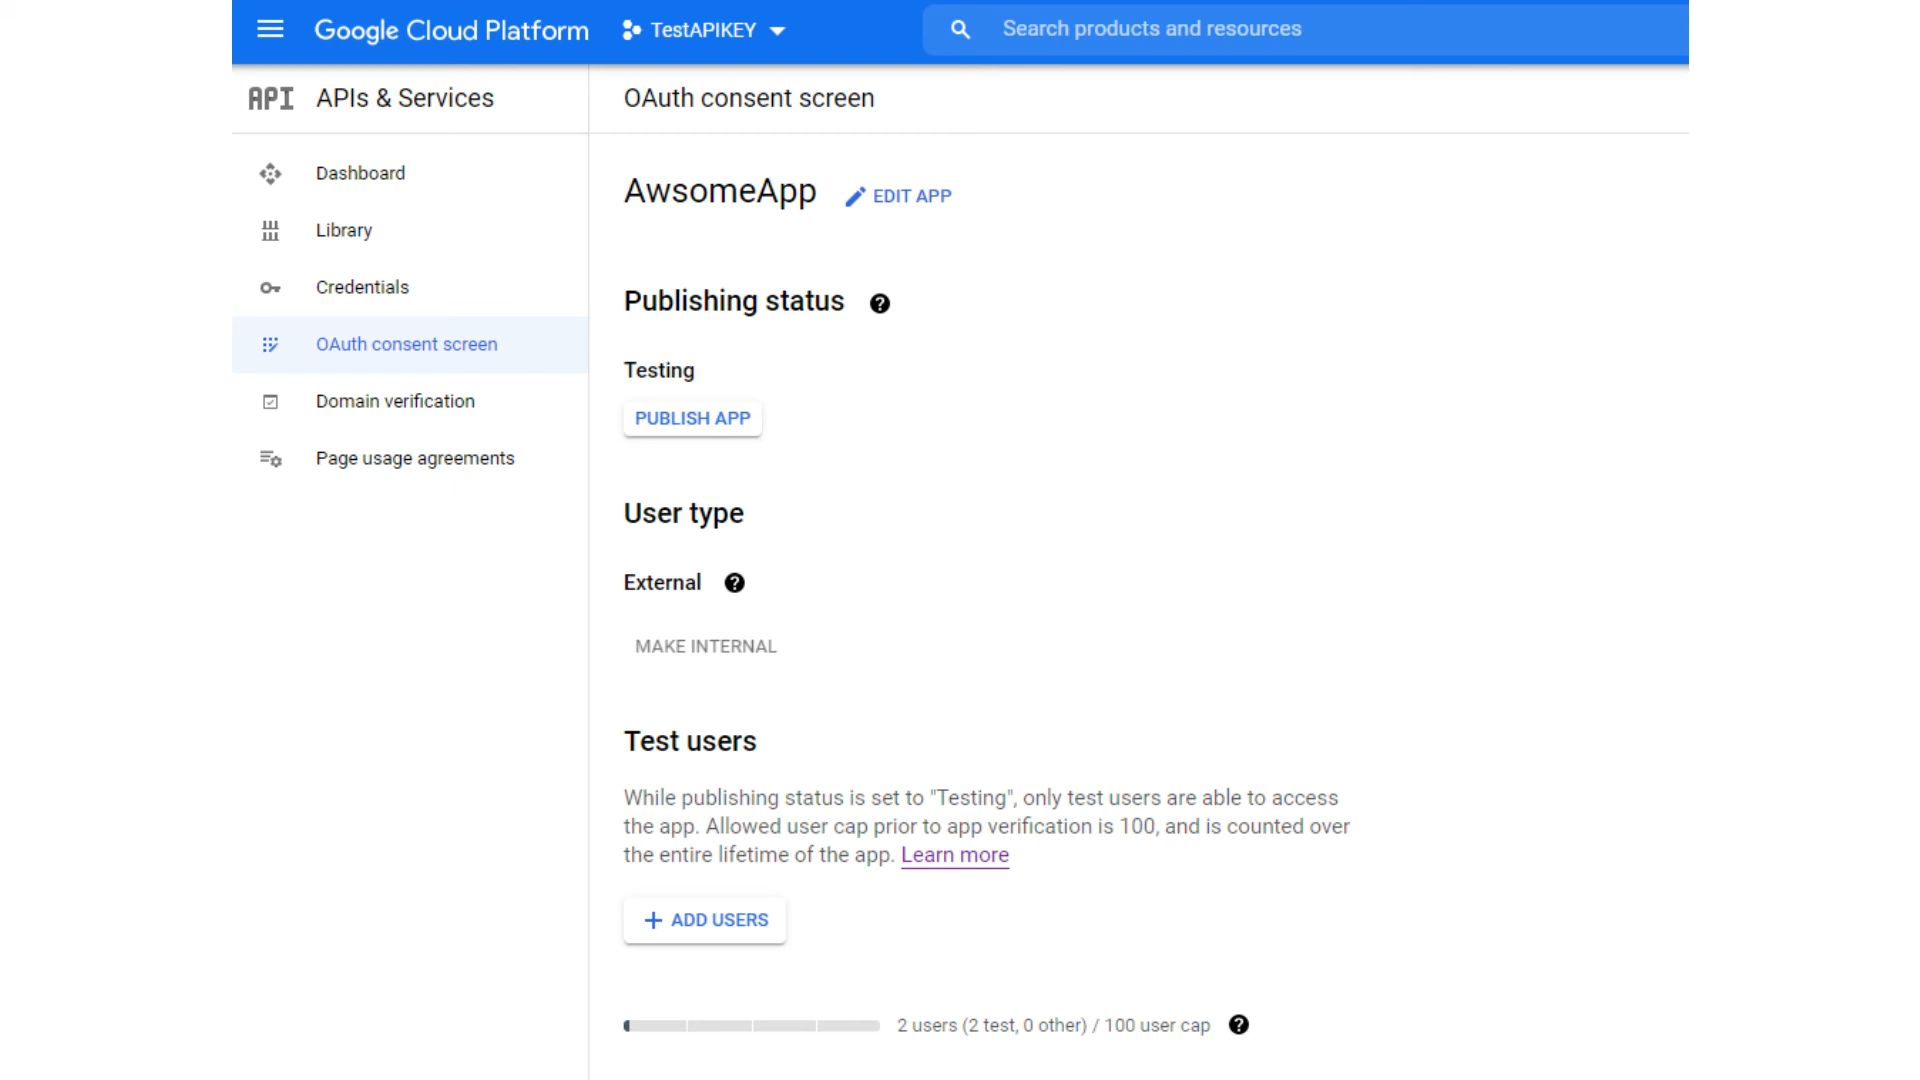 Google Cloud Platform
TestAPIKEY
Search products and resources
API
APIs & Services
OAuth consent screen
Dashboard
Library
Credentials
OAuth consent screen
Domain verification
Page usage agreements
AwsomeApp
EDIT APP
Publishing status
Testing
PUBLISH APP
User type
External
MAKE INTERNAL
Test users
While publishing status is set to "Testing", only test users are able to access
the app. Allowed user cap prior to app verification is 100, and is counted over
the entire lifetime of the app. Learn more
ADD USERS
2 users (2 test, 0 other) / 100 user cap